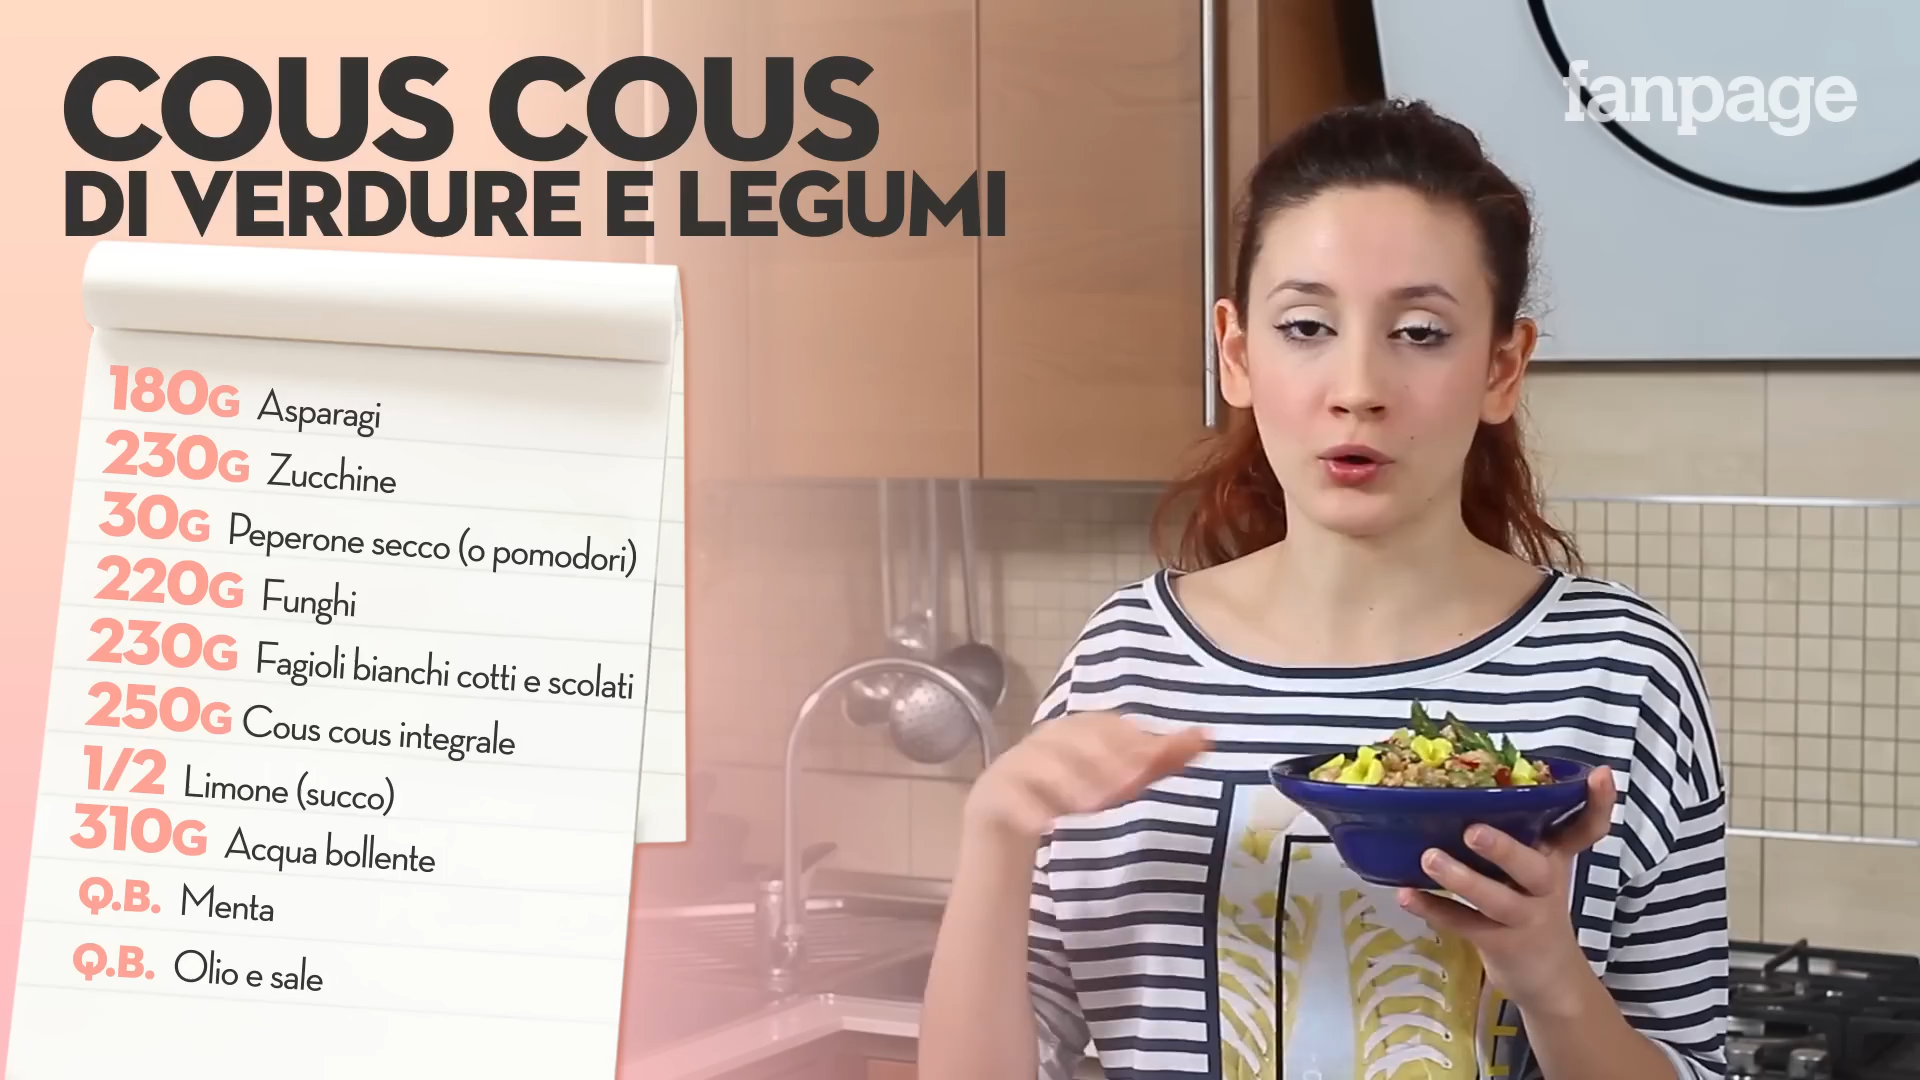 COUS COUS
DI VERDURE E LEGUMI
fanpage
180G Asparagi
230G Zucchine
30G Peperone secco (o pomodori)
220G Funghi
230G Fagioli bianchi cotti e scolati
250G Cous cous integrale
1/2 Limone (succo)
310G Acqua bollente
Q.B. Menta
Q.B. Olio e sale